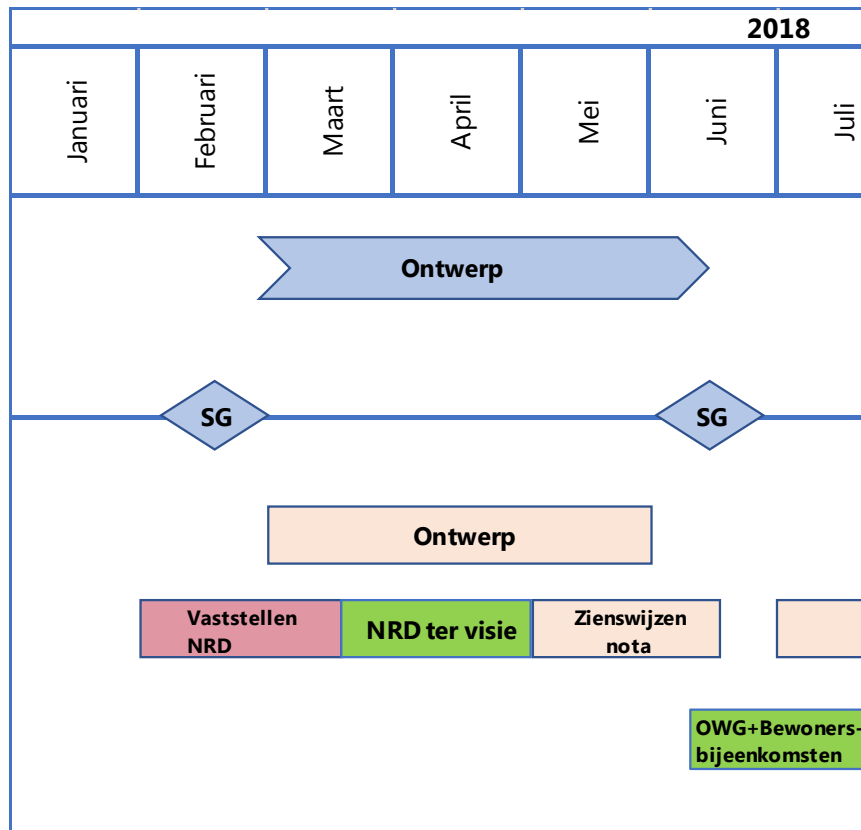 2018
Januari
Februari
Maart
April
Mei
Juni
Juli
Ontwerp
SG
SG
Ontwerp
Vaststellen
NRD
NRD ter visie
Zienswijzen
nota
OWG+Bewoners-
bijeenkomsten